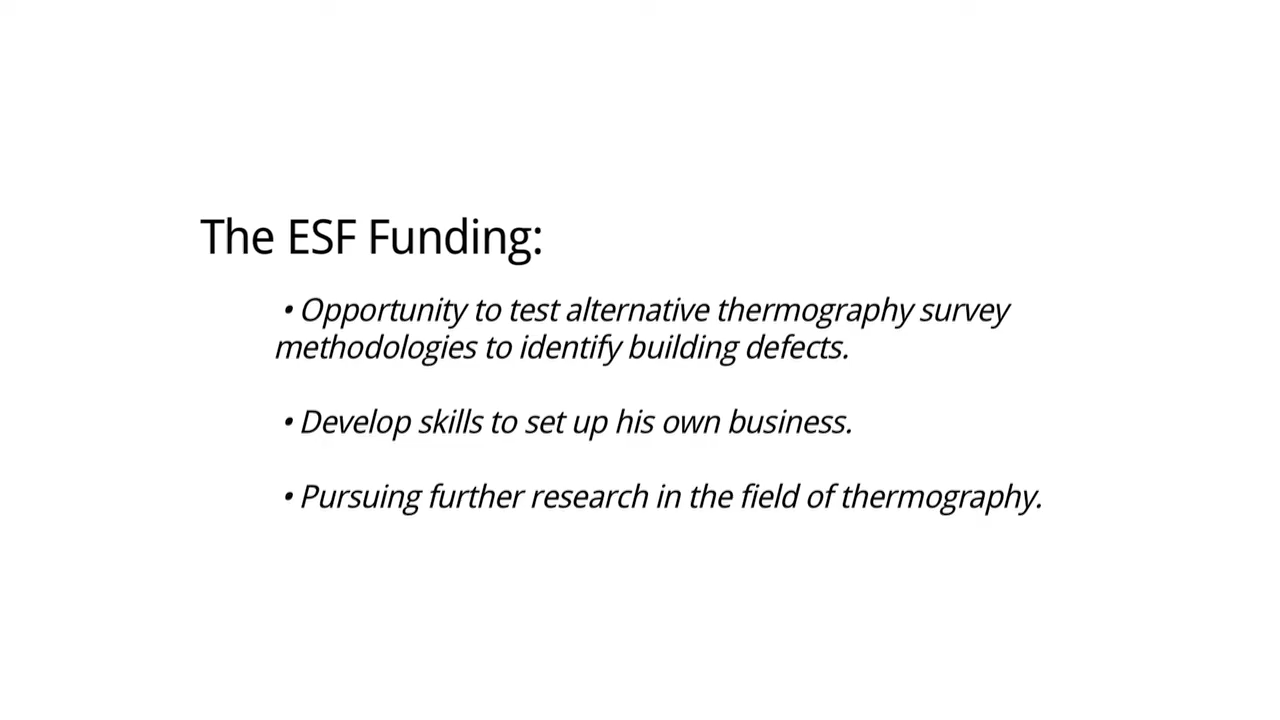 The ESF Funding:
• Opportunity to test alternative thermography survey
methodologies to identify building defects.
• Develop skills to set up his own business.
• Pursuing further research in the field of thermography.